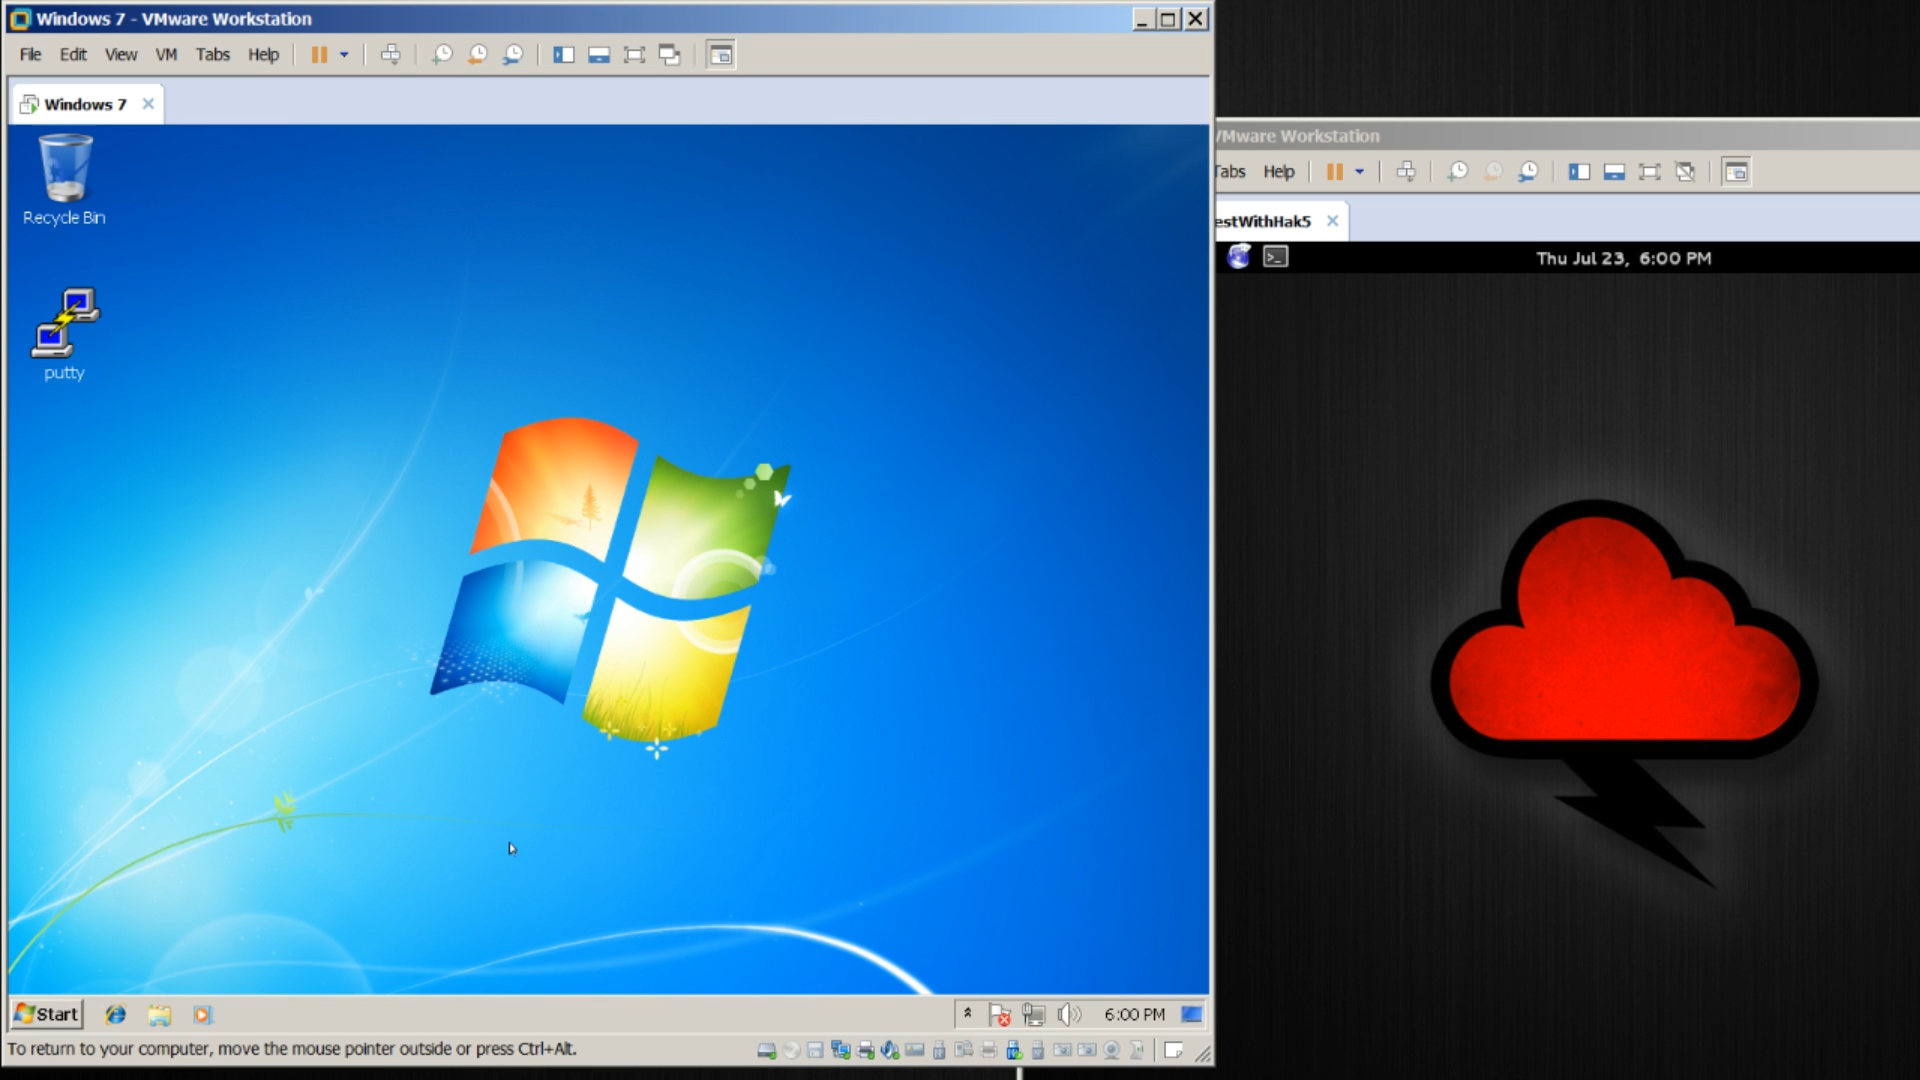 Windows 7 - VMware Workstation
File Edit View VM Tabs Help
Windows 7
Recycle Bin
putty
Start
6:00 PM
To return to your computer, move the mouse pointer outside or press Ctrl+Alt.
VMware Workstation
Tabs Help
estWithHak5
Thu Jul 23, 6:00 PM